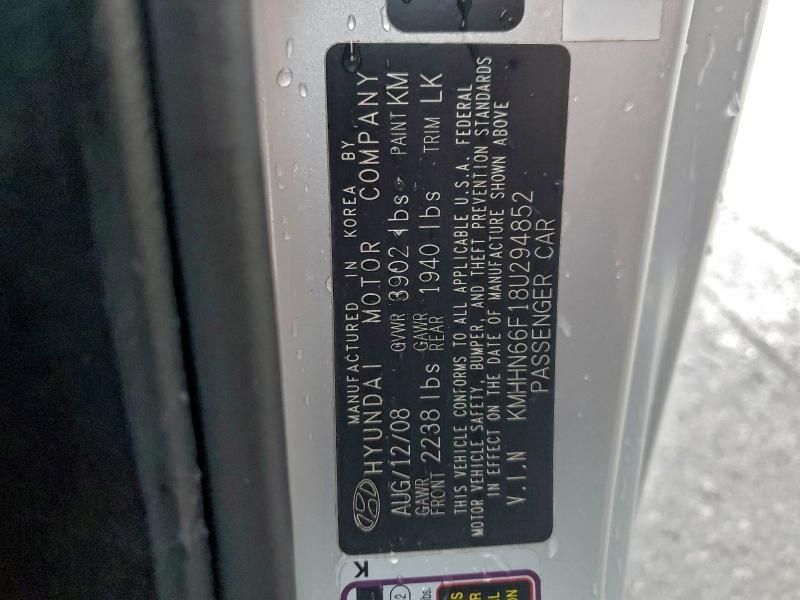 MANUFACTURED IN KOREA BY
HYUNDAI MOTOR COMPANY
AUG/12/08 GVWR 3902 lbs PAINT KM
GAWR FRONT 2238 lbs GAWR REAR 1940 lbs TRIM LK
THIS VEHICLE CONFORMS TO ALL APPLICABLE U.S.A. FEDERAL
MOTOR VEHICLE SAFETY, BUMPER, AND THEFT PREVENTION STANDARDS
IN EFFECT ON THE DATE OF MANUFACTURE SHOWN ABOVE
V.I.N KMHHN66F18U294852
PASSENGER CAR
K